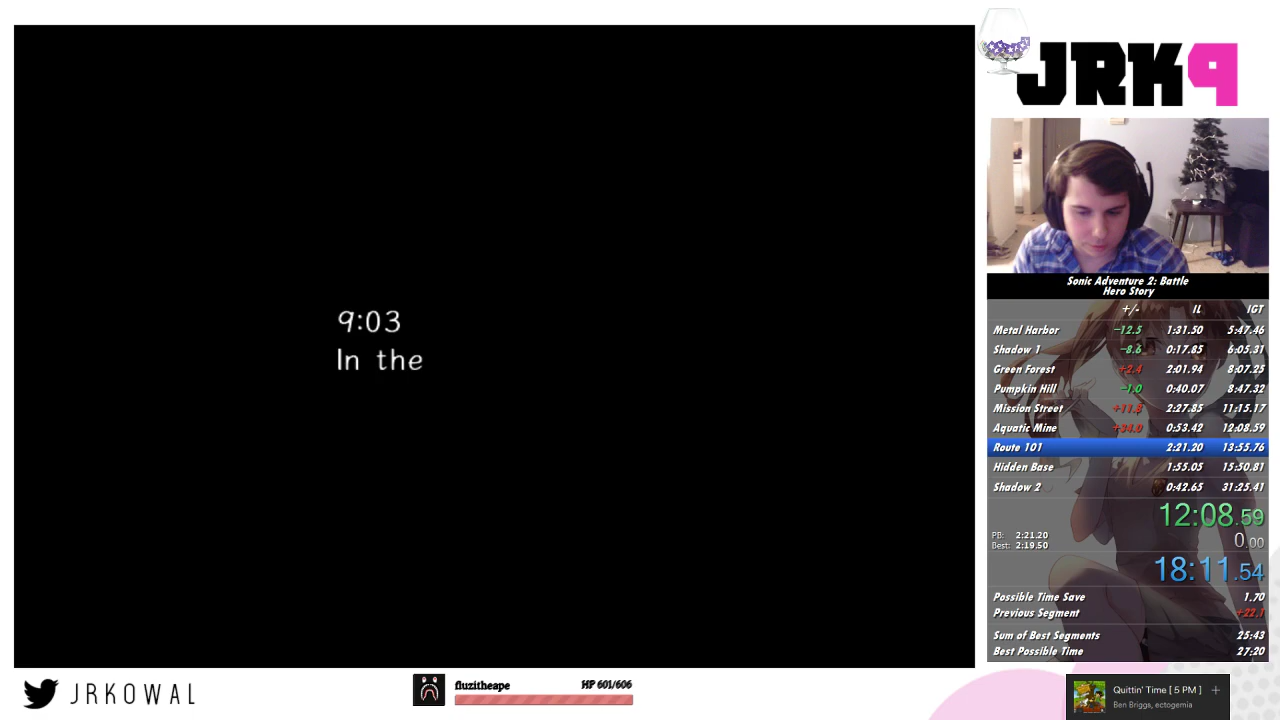 JRK9
9:03
In the
Sonic Adventure 2: Battle
Hero Story
+/- IL IGT
Metal Harbor -12.5 1:31.50 5:47.46
Shadow 1 -8.6 0:17.85 6:05.31
Green Forest +2.4 2:01.94 8:07.25
Pumpkin Hill -1.0 0:40.07 8:47.32
Mission Street +11.8 2:27.85 11:15.17
Aquatic Mine +34.0 0:53.42 12:08.59
Route 101 2:21.20 13:55.76
Hidden Base 1:55.05 15:50.81
Shadow 2 0:42.65 31:25.41
12:08.59
PB: 2:21.20
Best: 2:19.50
0.00
18:11.54
Possible Time Save 1.70
Previous Segment +22.1
Sum of Best Segments 25:43
Best Possible Time 27:20
JRKOWAL
fluzitheape HP 601/606
Quittin' Time [ 5 PM ] +
Ben Briggs, ectogemia